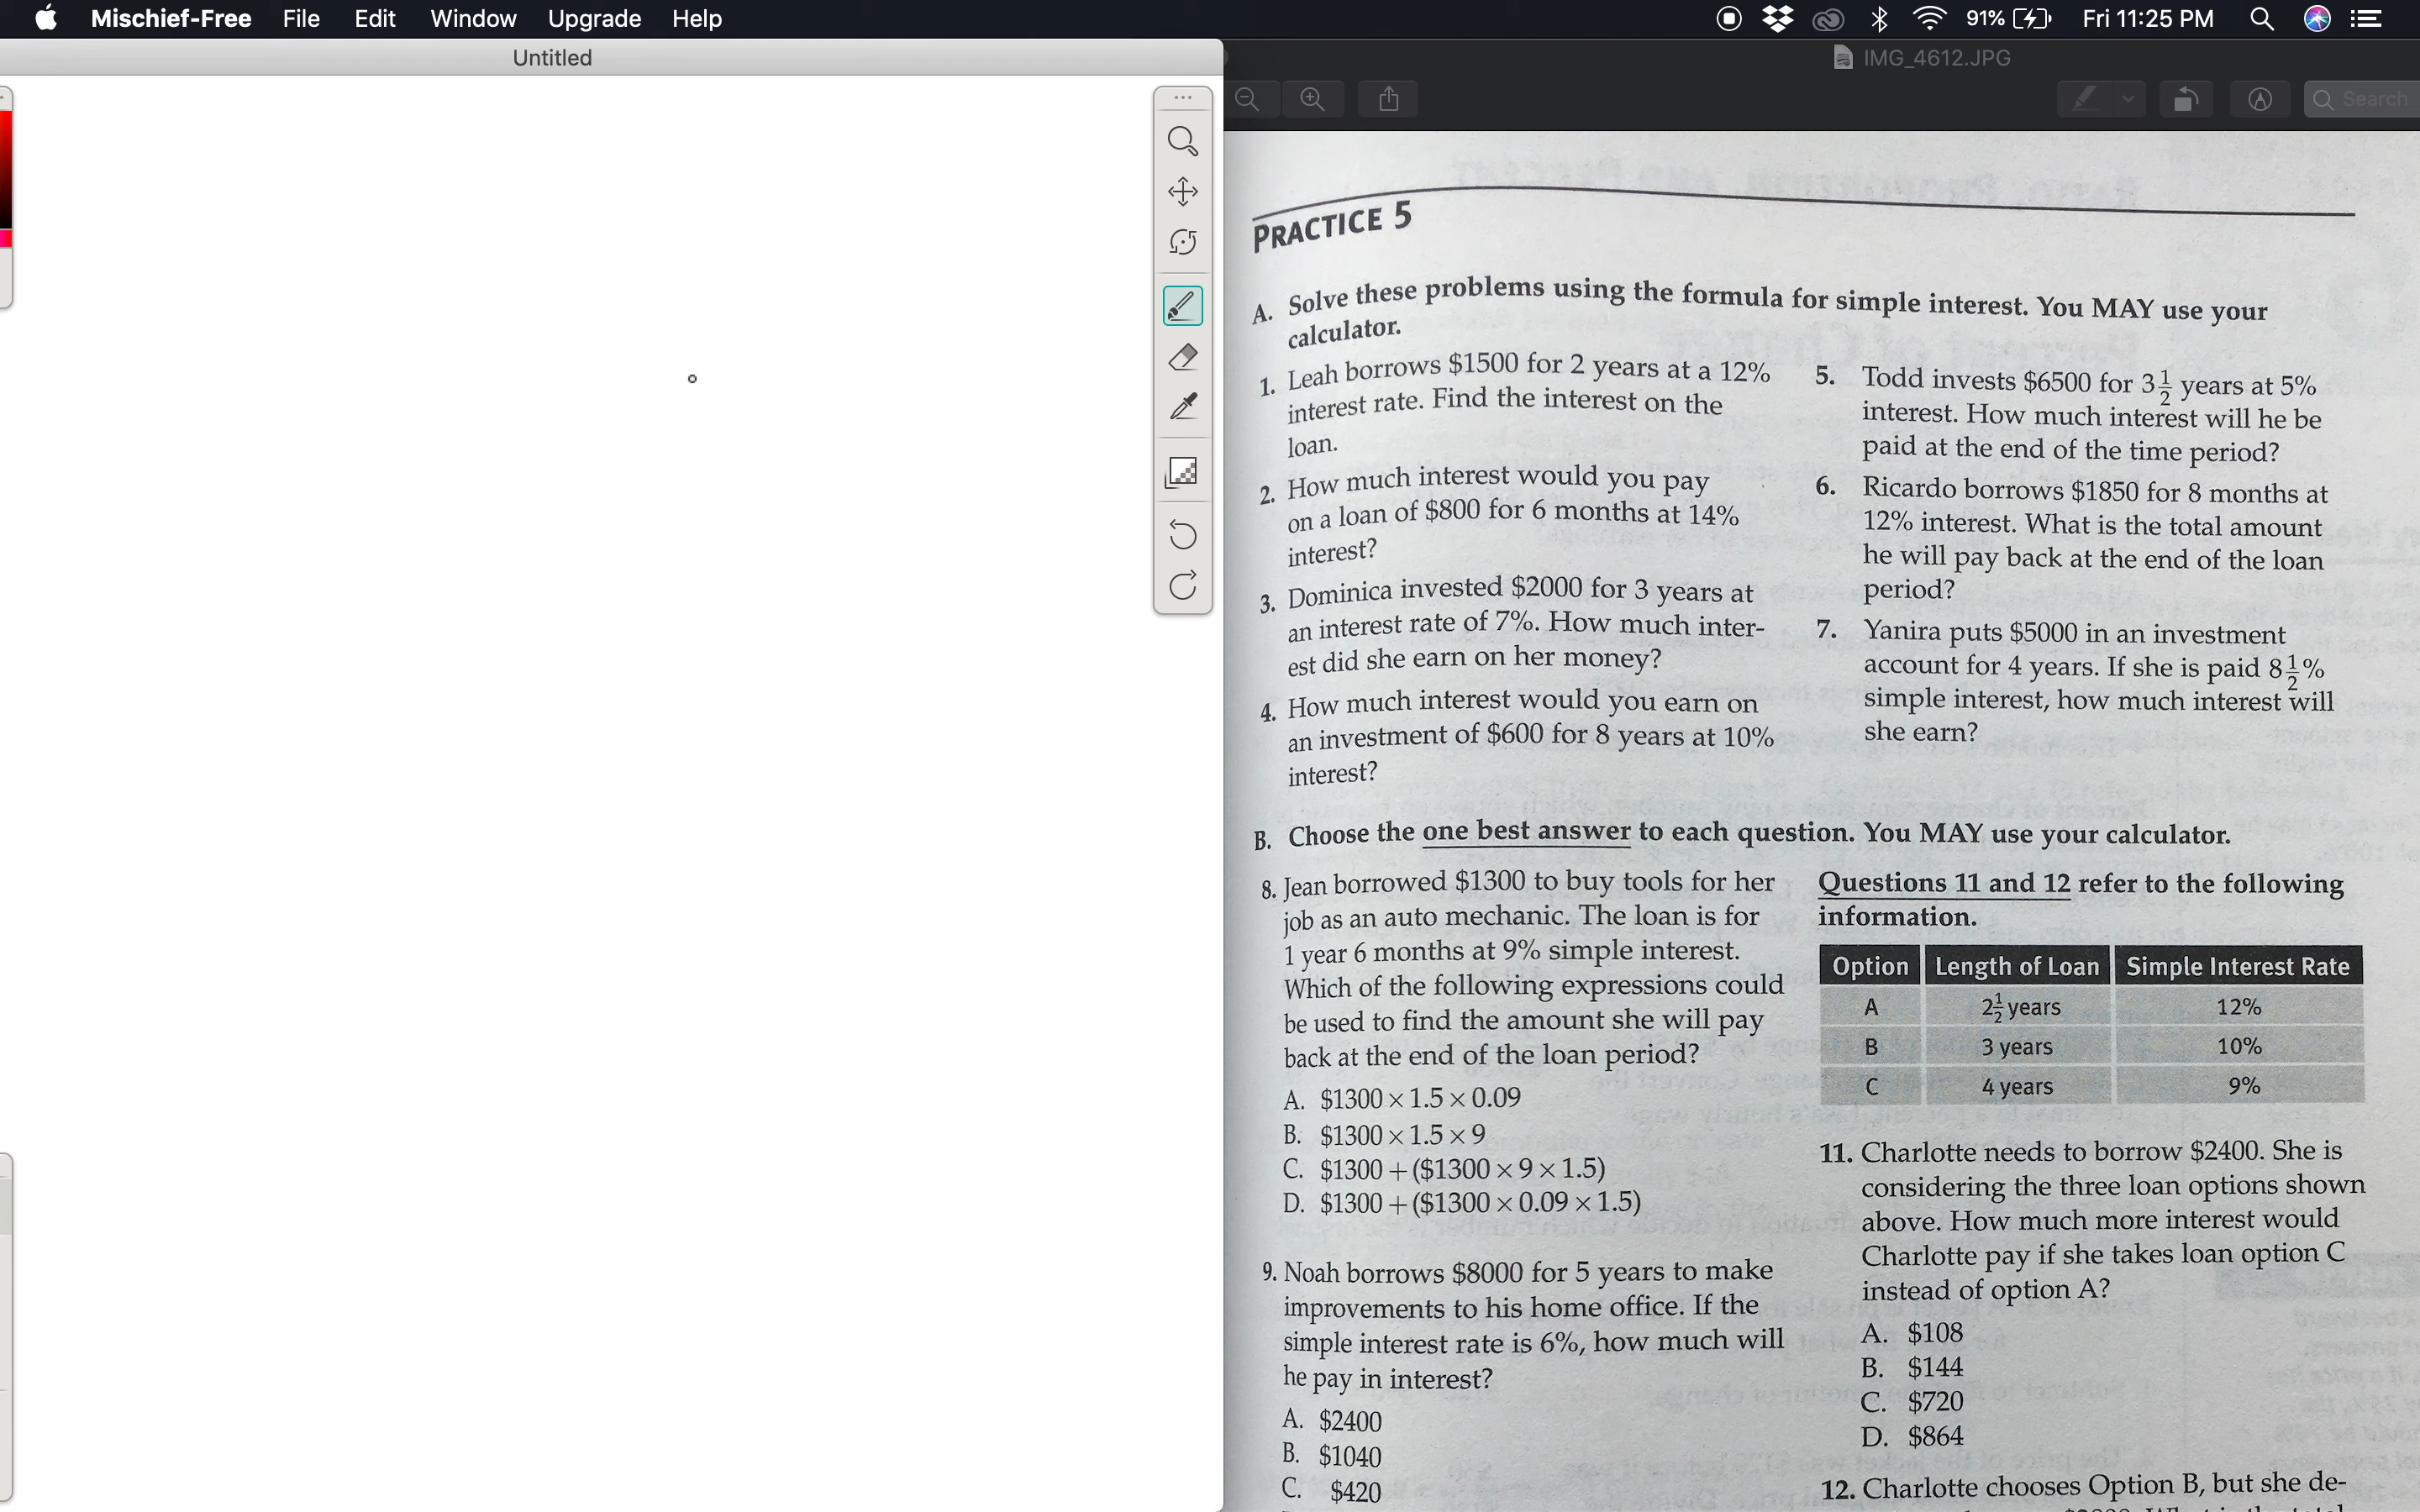 Mischief-Free File Edit Window Upgrade Help 91% Fri 11:25 PM
Untitled
IMG_4612.JPG
Search
PRACTICE 5
A. Solve these problems using the formula for simple interest. You MAY use your
calculator.
1. Leah borrows $1500 for 2 years at a 12%
interest rate. Find the interest on the
loan.
2. How much interest would you pay
on a loan of $800 for 6 months at 14%
interest?
3. Dominica invested $2000 for 3 years at
an interest rate of 7%. How much inter-
est did she earn on her money?
4. How much interest would you earn on
an investment of $600 for 8 years at 10%
interest?
5. Todd invests $6500 for 3 1/2 years at 5%
interest. How much interest will he be
paid at the end of the time period?
6. Ricardo borrows $1850 for 8 months at
12% interest. What is the total amount
he will pay back at the end of the loan
period?
7. Yanira puts $5000 in an investment
account for 4 years. If she is paid 8 1/2%
simple interest, how much interest will
she earn?
B. Choose the one best answer to each question. You MAY use your calculator.
8. Jean borrowed $1300 to buy tools for her
job as an auto mechanic. The loan is for
1 year 6 months at 9% simple interest.
Which of the following expressions could
be used to find the amount she will pay
back at the end of the loan period?
A. $1300 × 1.5 × 0.09
B. $1300 × 1.5 × 9
C. $1300 + ($1300 × 9 × 1.5)
D. $1300 + ($1300 × 0.09 × 1.5)
9. Noah borrows $8000 for 5 years to make
improvements to his home office. If the
simple interest rate is 6%, how much will
he pay in interest?
A. $2400
B. $1040
C. $420
Questions 11 and 12 refer to the following
information.
Option Length of Loan Simple Interest Rate
A 2 1/2 years 12%
B 3 years 10%
C 4 years 9%
11. Charlotte needs to borrow $2400. She is
considering the three loan options shown
above. How much more interest would
Charlotte pay if she takes loan option C
instead of option A?
A. $108
B. $144
C. $720
D. $864
12. Charlotte chooses Option B, but she de-